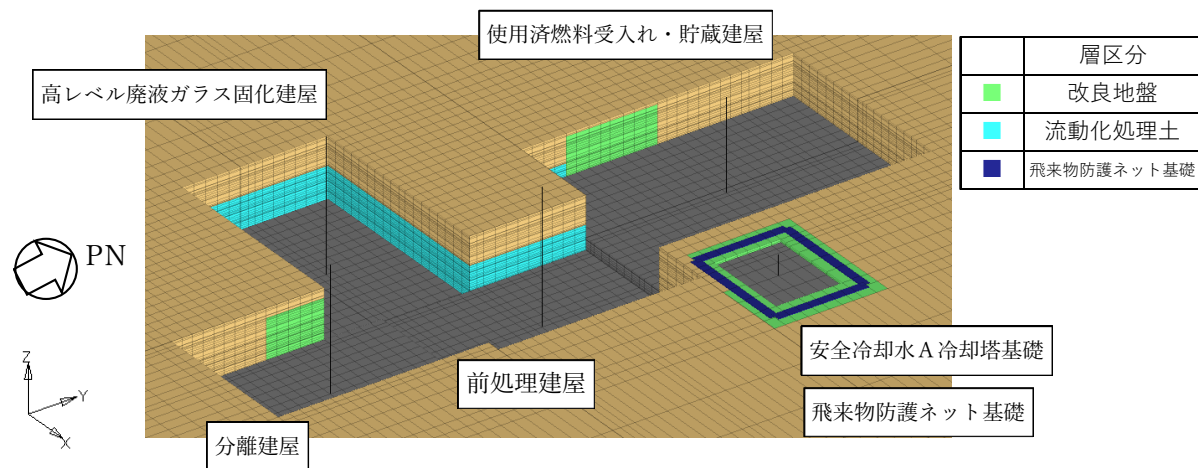 使用済燃料受入れ・貯蔵建屋
高レベル廃液ガラス固化建屋
層区分
改良地盤
流動化処理土
飛来物防護ネット基礎
PN
安全冷却水A冷却塔基礎
前処理建屋
飛来物防護ネット基礎
分離建屋
Z
Y
X